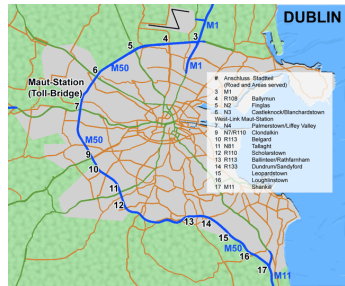 DUBLIN
M1
3
4
5
M50
M1
6
Maut-Station
(Toll-Bridge)
7
M50
9
10
11
12
13 14
15
M50
16
17
M11
# Anschluss Stadtteil
(Road and Areas served)
3 M1
4 R108 Ballymun
5 N2 Finglas
6 N3 Castleknock/Blanchardstown
West-Link Maut-Station
7 N4 Palmerstown/Liffey Valley
9 N7/R110 Clondalkin
10 R113 Belgard
11 N81 Tallaght
12 R110 Scholarstown
13 R113 Ballinteer/Rathfarnham
14 R133 Dundrum/Sandyford
15 Leopardstown
16 Loughlinstown
17 M11 Shankill